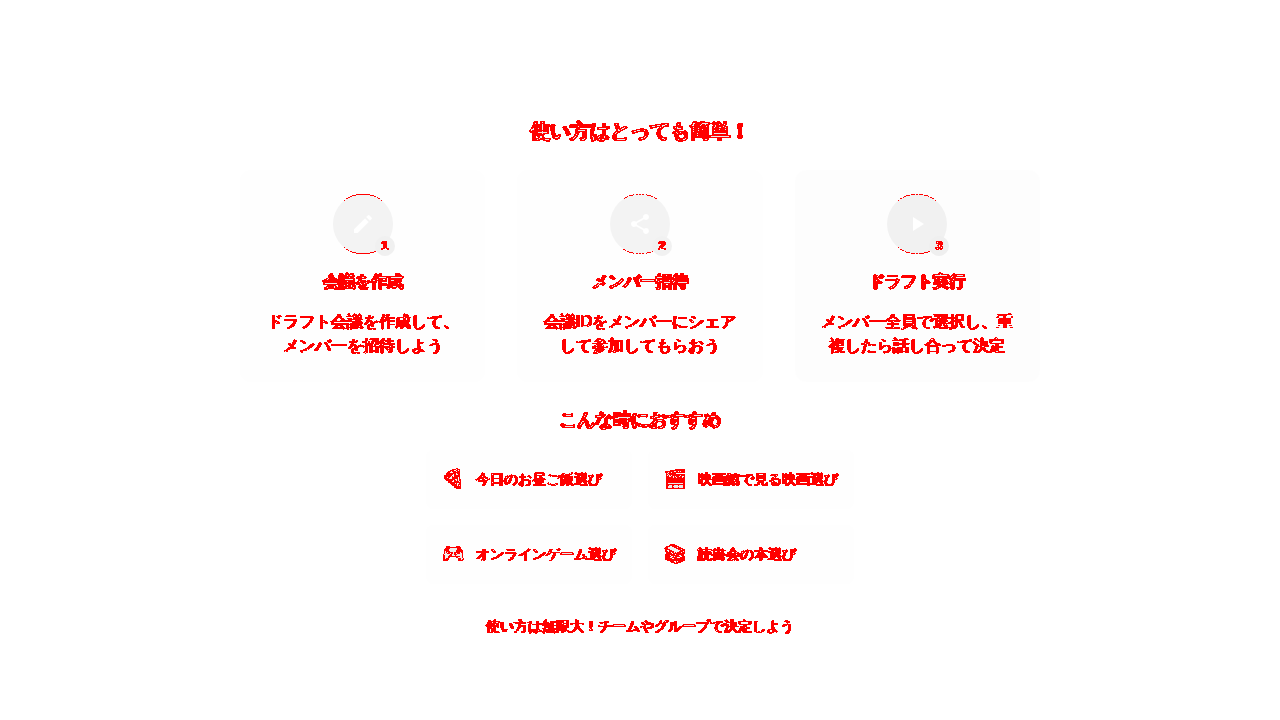 使い方はとっても簡単！
1
2
3
会議を作成
メンバー招待
ドラフト実行
ドラフト会議を作成して、
メンバーを招待しよう
会議IDをメンバーにシェア
して参加してもらおう
メンバー全員で選択し、重
複したら話し合って決定
こんな時におすすめ
今日のお昼ご飯選び
映画館で見る映画選び
オンラインゲーム選び
読書会の本選び
使い方は無限大！チームやグループで決定しよう